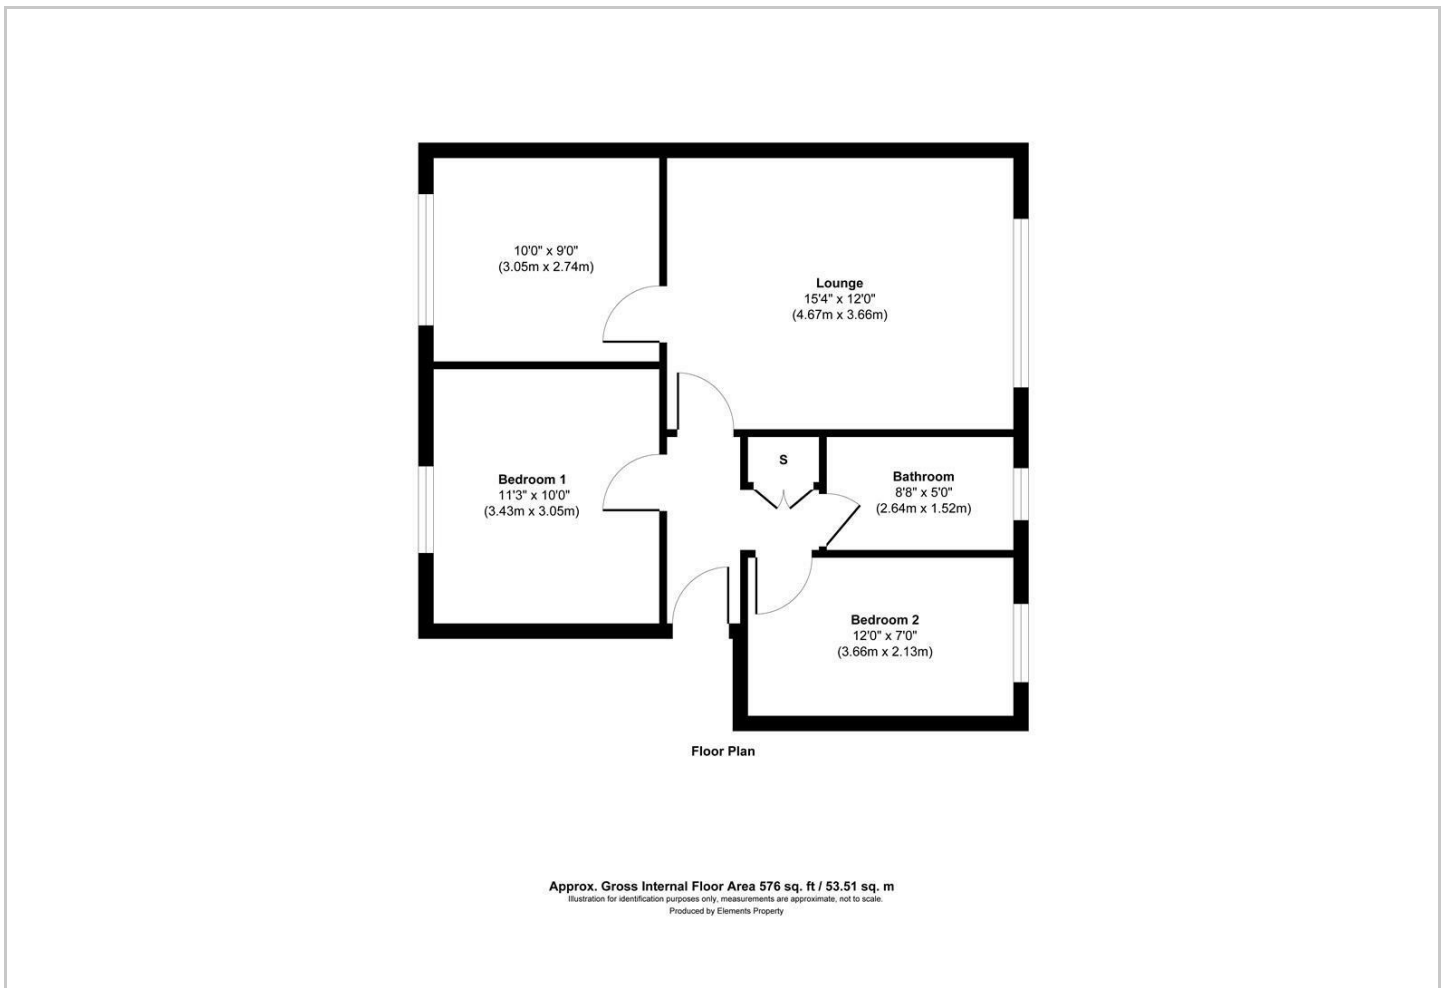 10'0" x 9'0"
(3.05m x 2.74m)
Lounge
15'4" x 12'0"
(4.67m x 3.66m)
Bedroom 1
11'3" x 10'0"
(3.43m x 3.05m)
S
Bathroom
8'8" x 5'0"
(2.64m x 1.52m)
Bedroom 2
12'0" x 7'0"
(3.66m x 2.13m)
Floor Plan
Approx. Gross Internal Floor Area 576 sq. ft / 53.51 sq. m
Illustration for identification purposes only, measurements are approximate, not to scale.
Produced by Elements Property